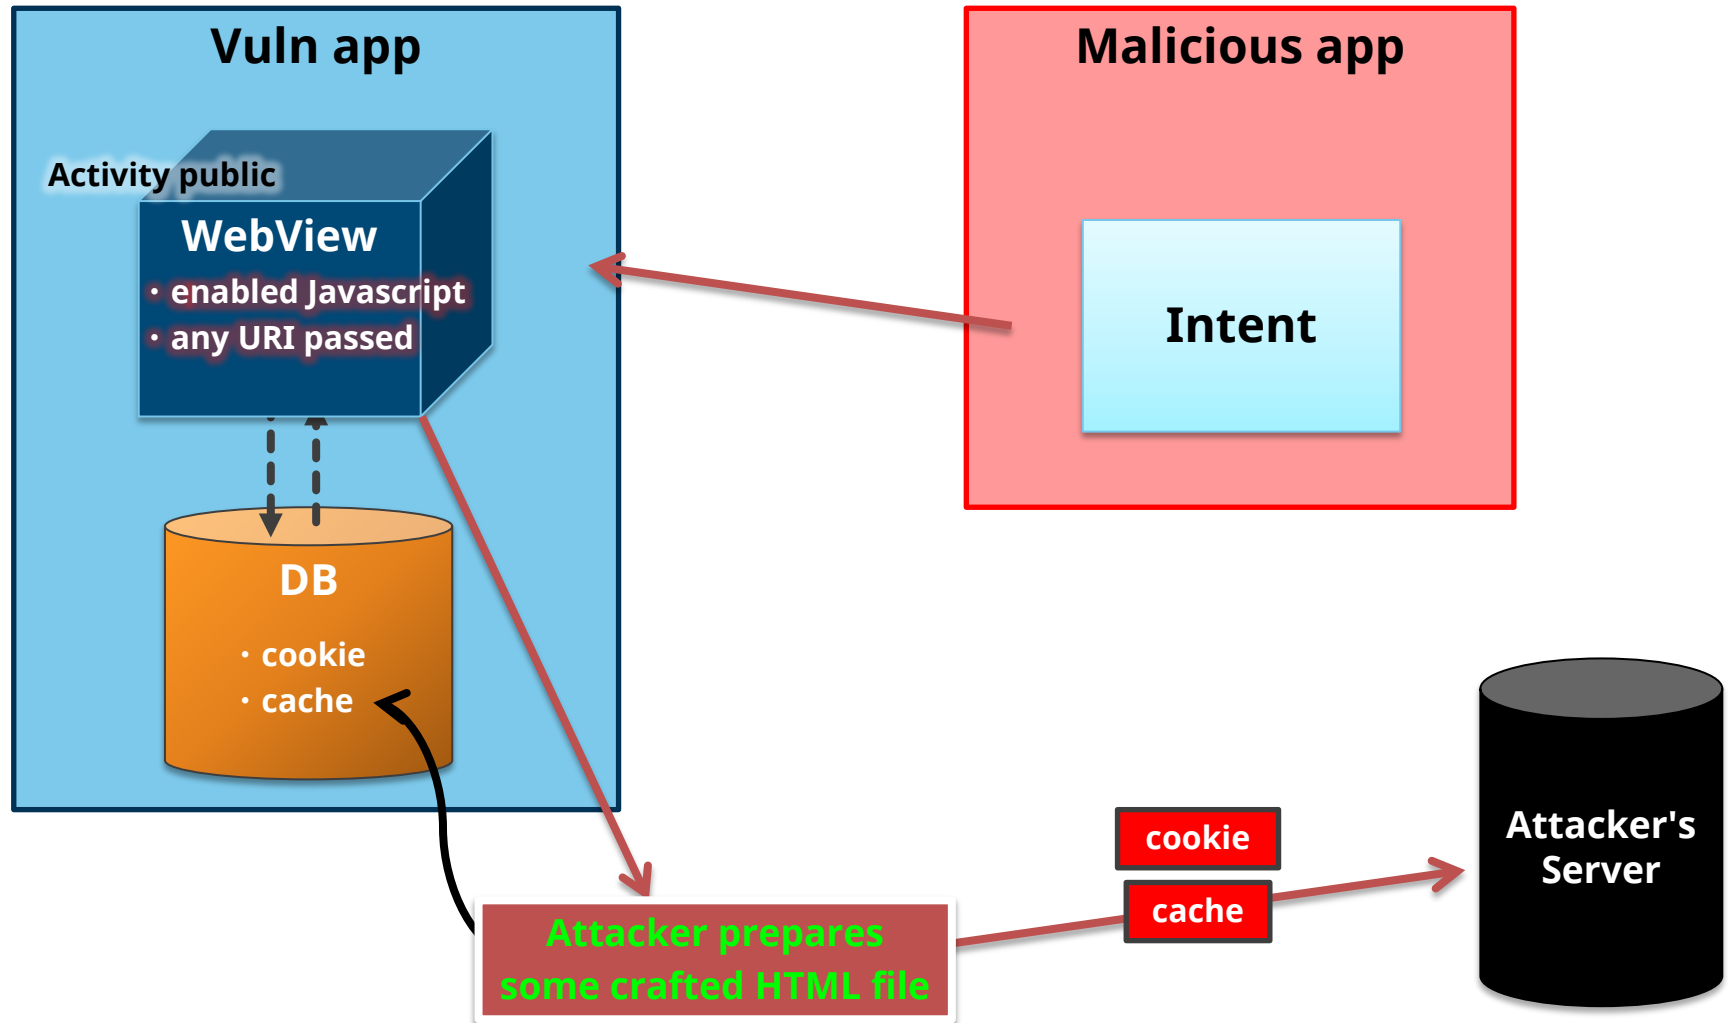 Vuln app
Activity public
WebView
・enabled Javascript
・any URI passed
DB
・cookie
・cache
Malicious app
Intent
Attacker prepares
some crafted HTML file
cookie
cache
Attacker's
Server